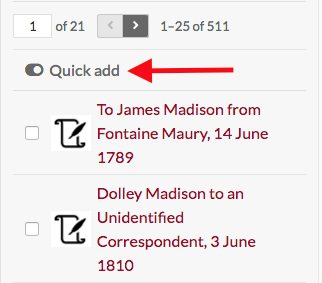 1 of 21 < > 1–25 of 511
Quick add
To James Madison from
Fontaine Maury, 14 June
1789
Dolley Madison to an
Unidentified
Correspondent, 3 June
1810